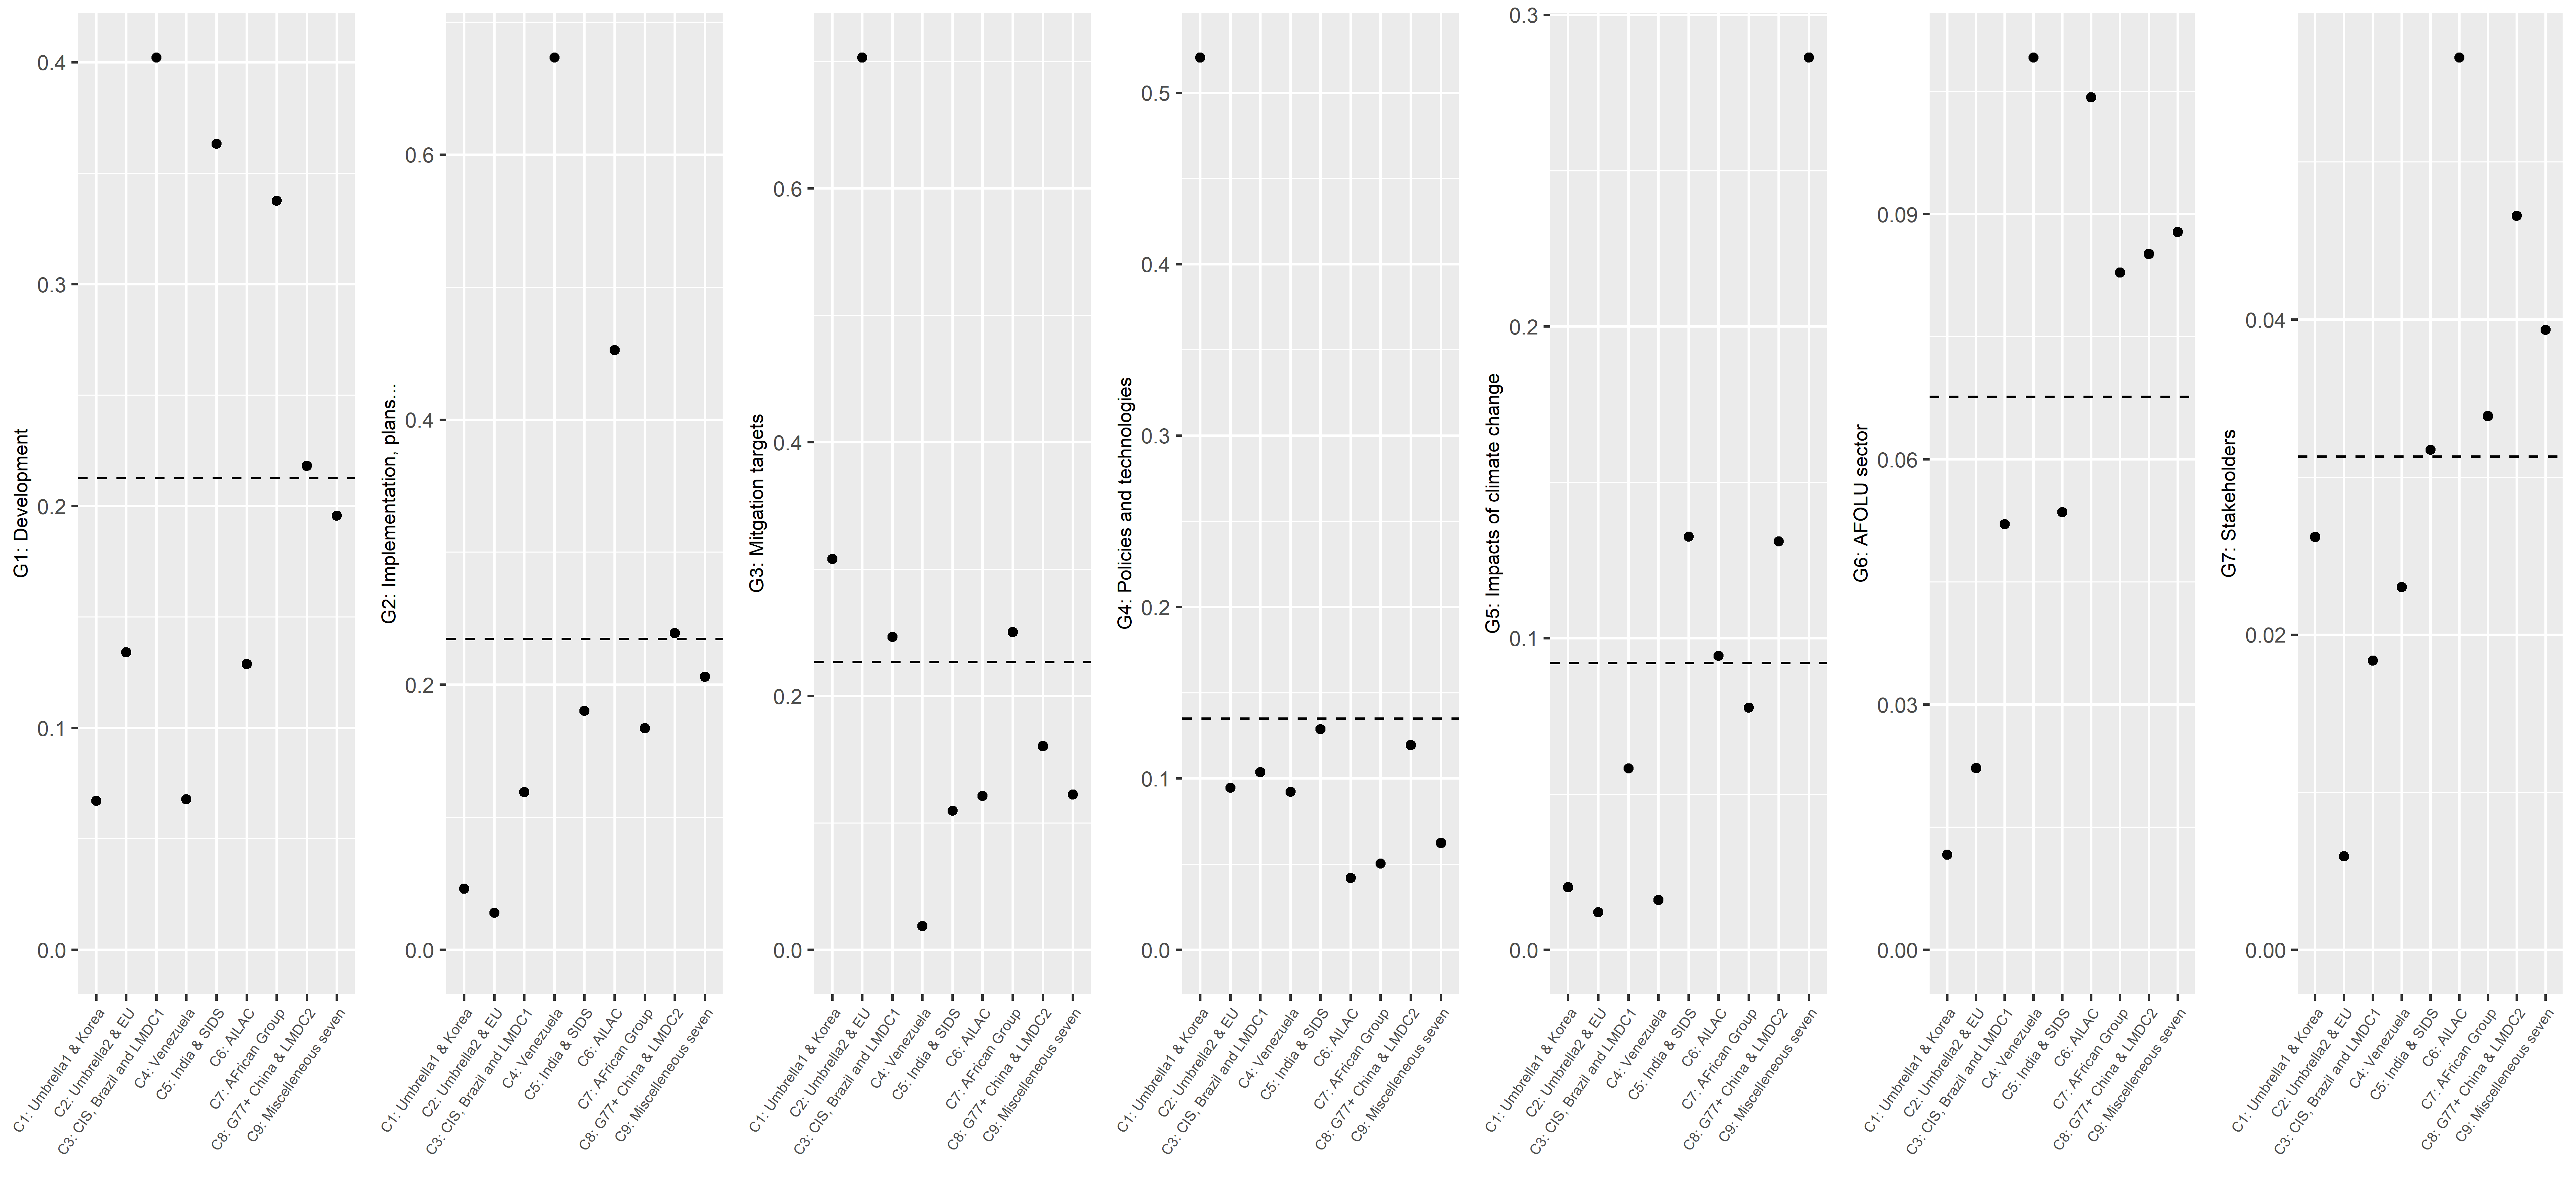 G1: Development
0.4
0.3
0.2
0.1
0.0
C1: Umbrella1 & Korea
C2: Umbrella2 & EU
C3: CIS, Brazil and LMDC1
C4: Venezuela
C5: India & SIDS
C6: AILAC
C7: AFrican Group
C8: G77+ China & LMDC2
C9: Miscelleneous seven
G2: Implementation, plans...
0.6
0.4
0.2
0.0
C1: Umbrella1 & Korea
C2: Umbrella2 & EU
C3: CIS, Brazil and LMDC1
C4: Venezuela
C5: India & SIDS
C6: AILAC
C7: AFrican Group
C8: G77+ China & LMDC2
C9: Miscelleneous seven
G3: Mitigation targets
0.6
0.4
0.2
0.0
C1: Umbrella1 & Korea
C2: Umbrella2 & EU
C3: CIS, Brazil and LMDC1
C4: Venezuela
C5: India & SIDS
C6: AILAC
C7: AFrican Group
C8: G77+ China & LMDC2
C9: Miscelleneous seven
G4: Policies and technologies
0.5
0.4
0.3
0.2
0.1
0.0
C1: Umbrella1 & Korea
C2: Umbrella2 & EU
C3: CIS, Brazil and LMDC1
C4: Venezuela
C5: India & SIDS
C6: AILAC
C7: AFrican Group
C8: G77+ China & LMDC2
C9: Miscelleneous seven
G5: Impacts of climate change
0.3
0.2
0.1
0.0
C1: Umbrella1 & Korea
C2: Umbrella2 & EU
C3: CIS, Brazil and LMDC1
C4: Venezuela
C5: India & SIDS
C6: AILAC
C7: AFrican Group
C8: G77+ China & LMDC2
C9: Miscelleneous seven
G6: AFOLU sector
0.09
0.06
0.03
0.00
C1: Umbrella1 & Korea
C2: Umbrella2 & EU
C3: CIS, Brazil and LMDC1
C4: Venezuela
C5: India & SIDS
C6: AILAC
C7: AFrican Group
C8: G77+ China & LMDC2
C9: Miscelleneous seven
G7: Stakeholders
0.04
0.02
0.00
C1: Umbrella1 & Korea
C2: Umbrella2 & EU
C3: CIS, Brazil and LMDC1
C4: Venezuela
C5: India & SIDS
C6: AILAC
C7: AFrican Group
C8: G77+ China & LMDC2
C9: Miscelleneous seven